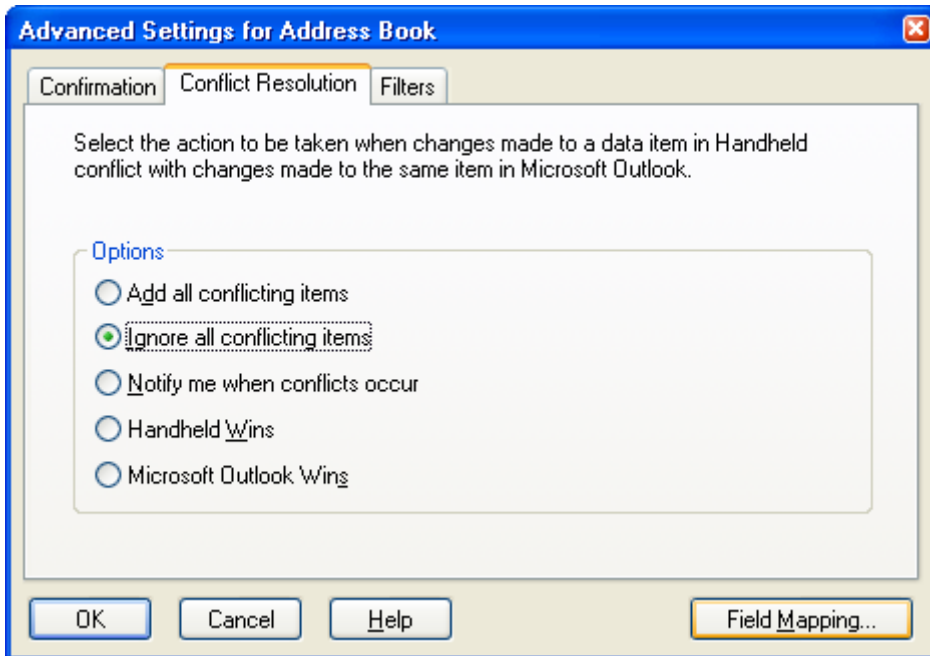 Advanced Settings for Address Book
Confirmation Conflict Resolution Filters
Select the action to be taken when changes made to a data item in Handheld
conflict with changes made to the same item in Microsoft Outlook.
Options
Add all conflicting items
Ignore all conflicting items
Notify me when conflicts occur
Handheld Wins
Microsoft Outlook Wins
OK Cancel Help Field Mapping...